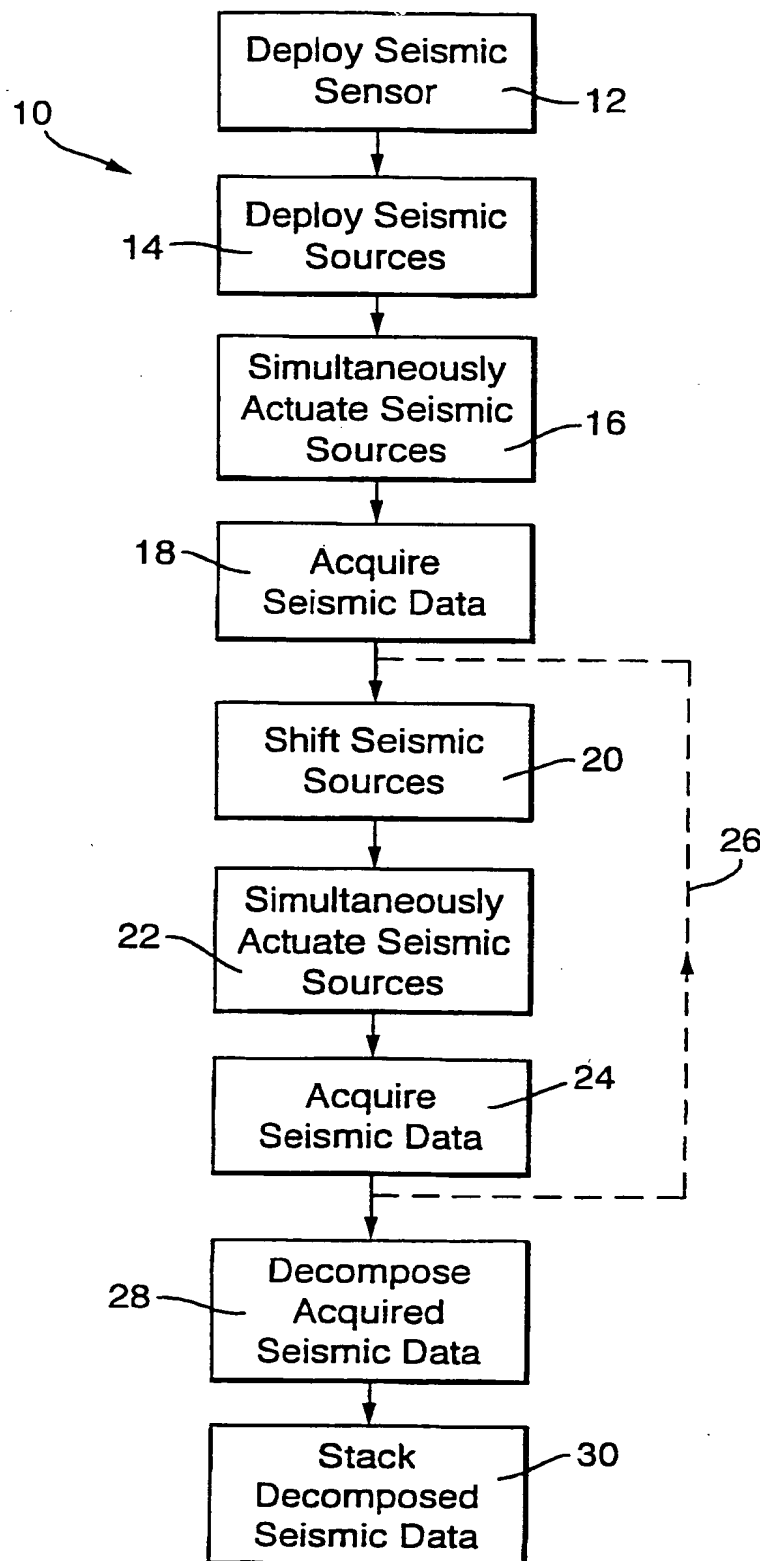 Deploy Seismic
Sensor
12
10
Deploy Seismic
Sources
14
Simultaneously
Actuate Seismic
Sources
16
18
Acquire
Seismic Data
Shift Seismic
Sources
20
26
Simultaneously
Actuate Seismic
Sources
22
24
Acquire
Seismic Data
28
Decompose
Acquired
Seismic Data
Stack
Decomposed
Seismic Data
30